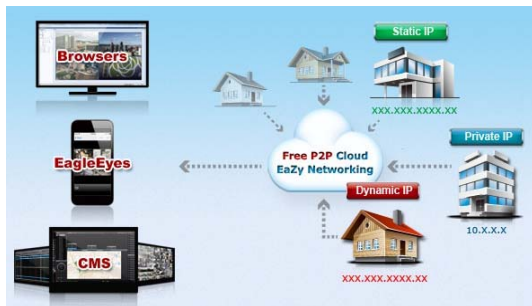 Browsers
Static IP
XXX.XXX.XXXX.XX
EagleEyes
Free P2P Cloud
EaZy Networking
Private IP
10.X.X.X
Dynamic IP
XXX.XXX.XXXX.XX
CMS